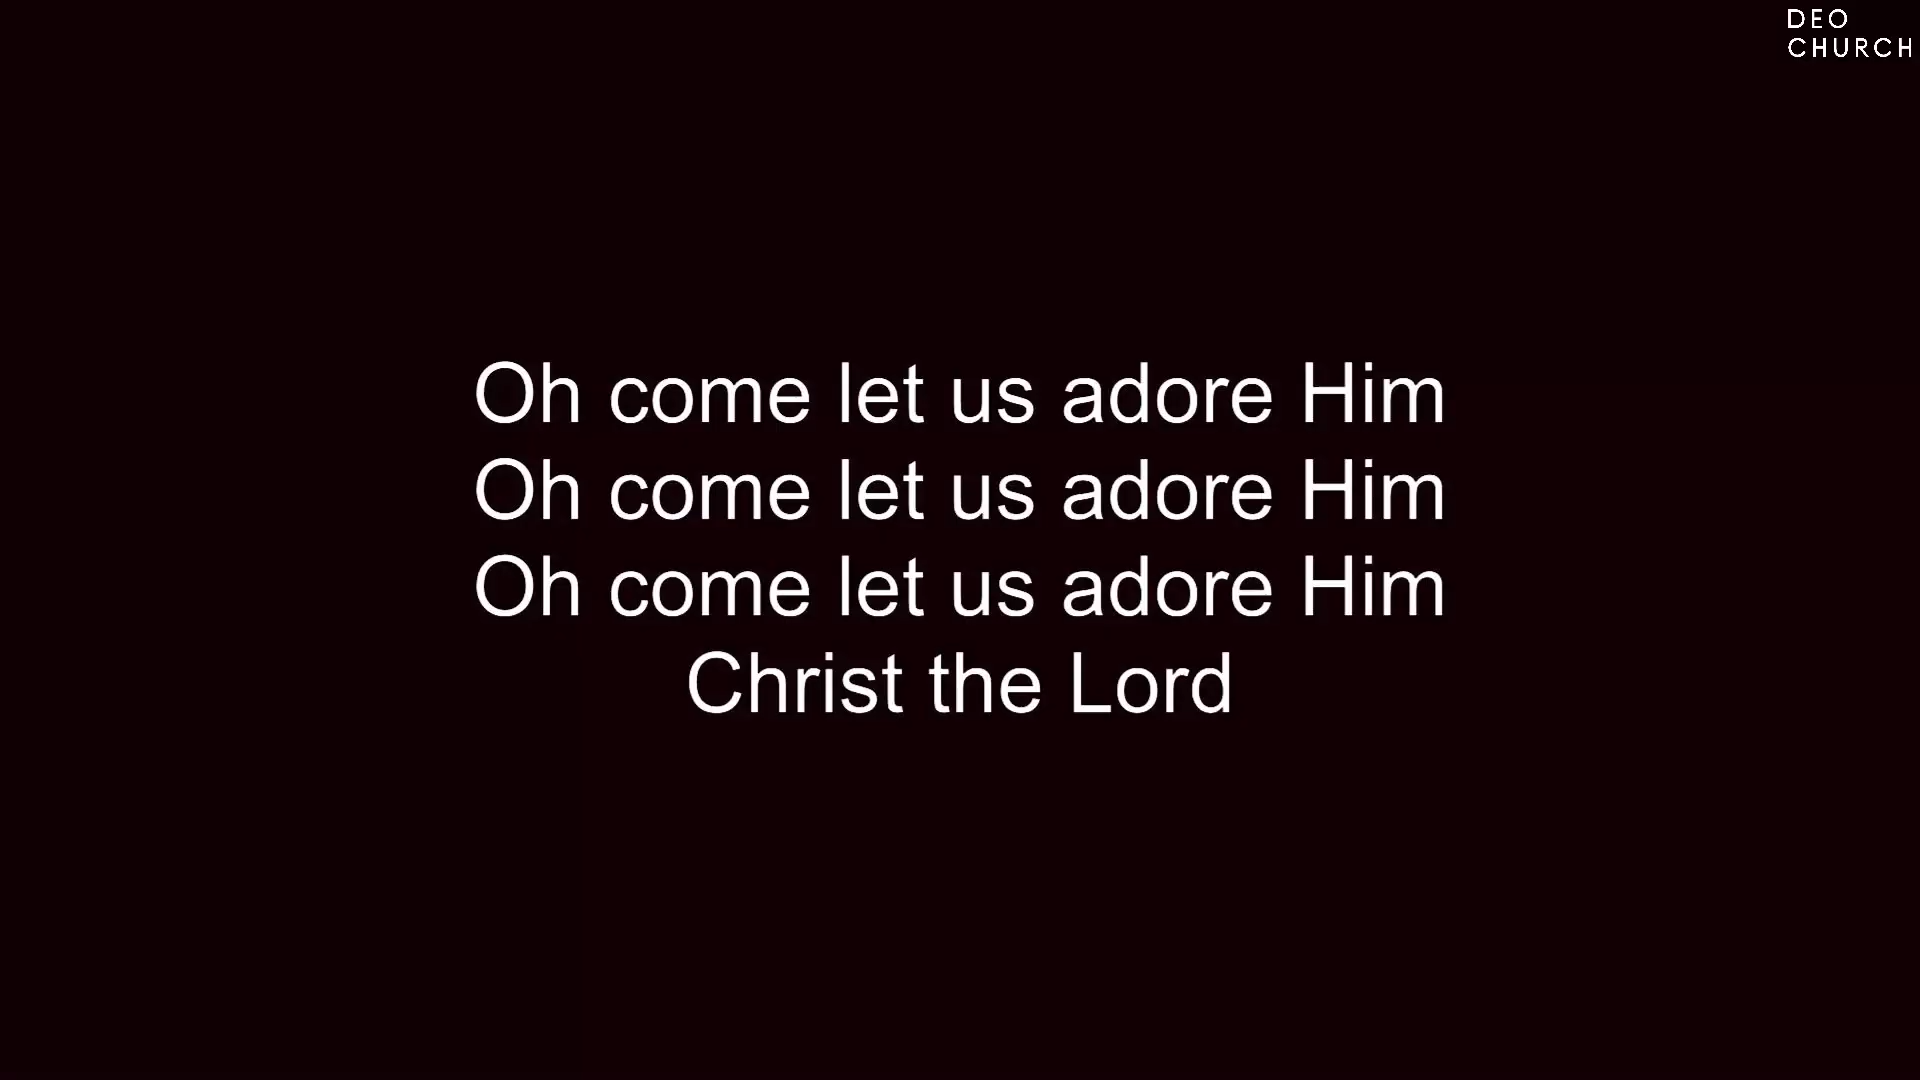 DEO
CHURCH
Oh come let us adore Him
Oh come let us adore Him
Oh come let us adore Him
Christ the Lord